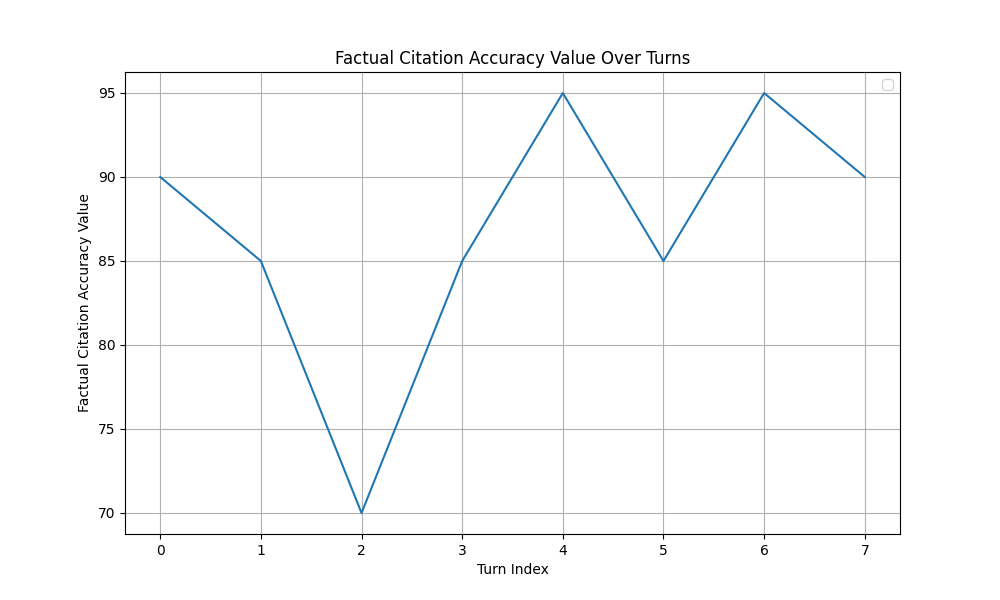 Factual Citation Accuracy Value Over Turns
95
90
85
80
75
70
Factual Citation Accuracy Value
0 1 2 3 4 5 6 7
Turn Index